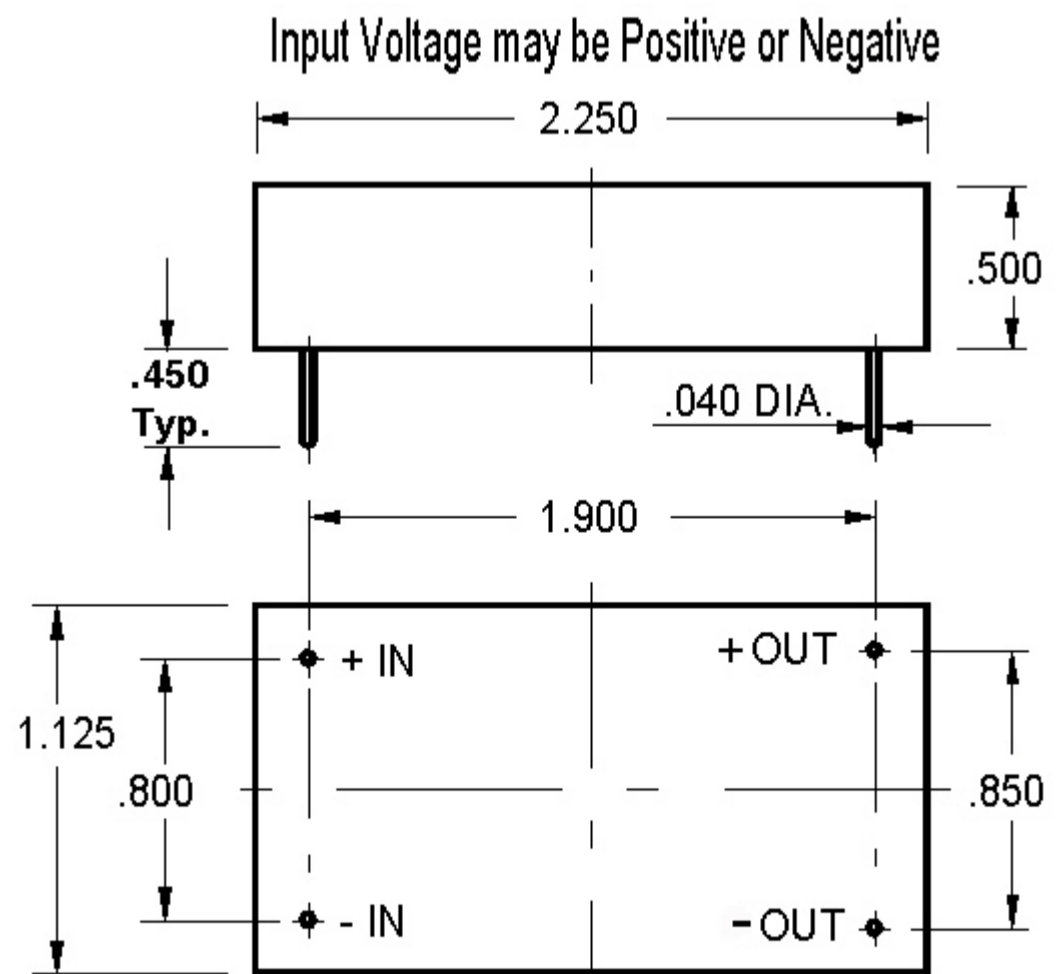 Input Voltage may be Positive or Negative
2.250
.500
.450
Typ.
.040 DIA.
1.900
+ IN
+ OUT
1.125
.800
.850
- IN
- OUT